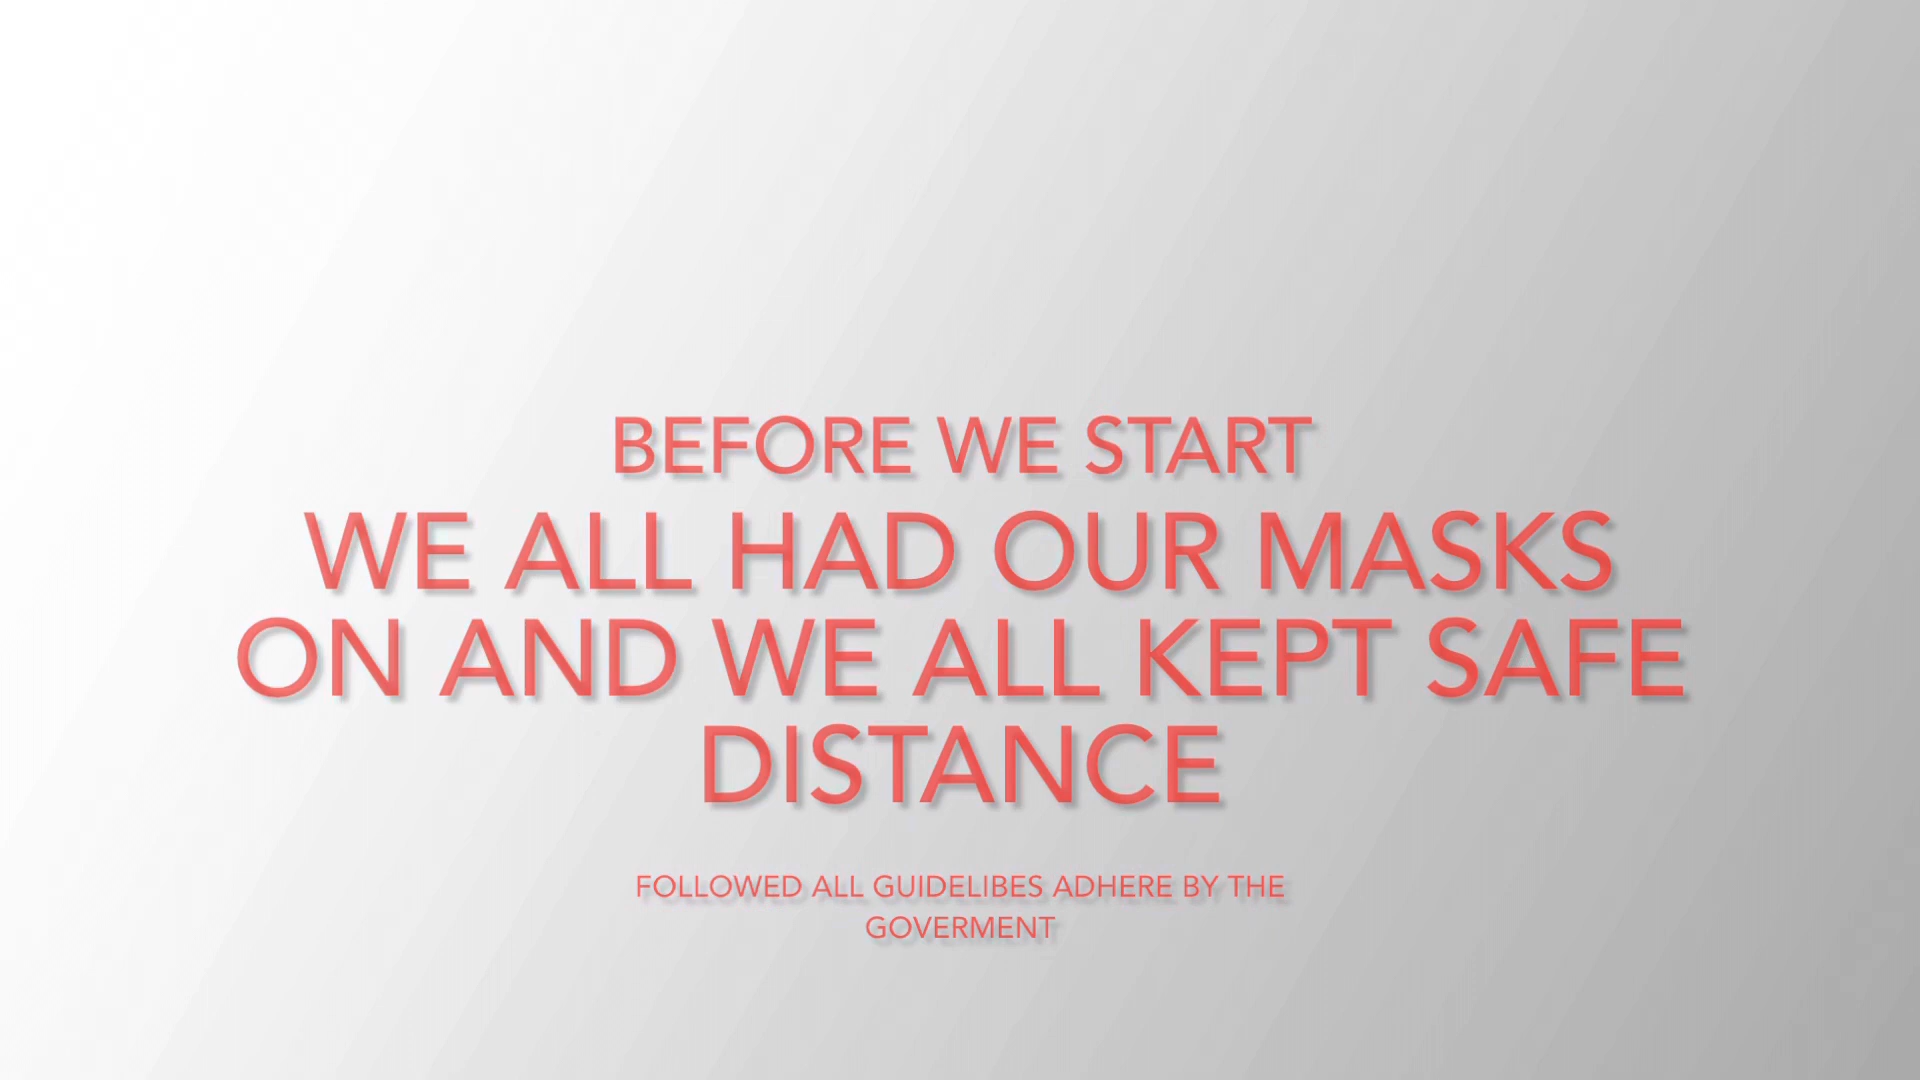 BEFORE WE START
WE ALL HAD OUR MASKS
ON AND WE ALL KEPT SAFE
DISTANCE
FOLLOWED ALL GUIDELIBES ADHERE BY THE
GOVERMENT